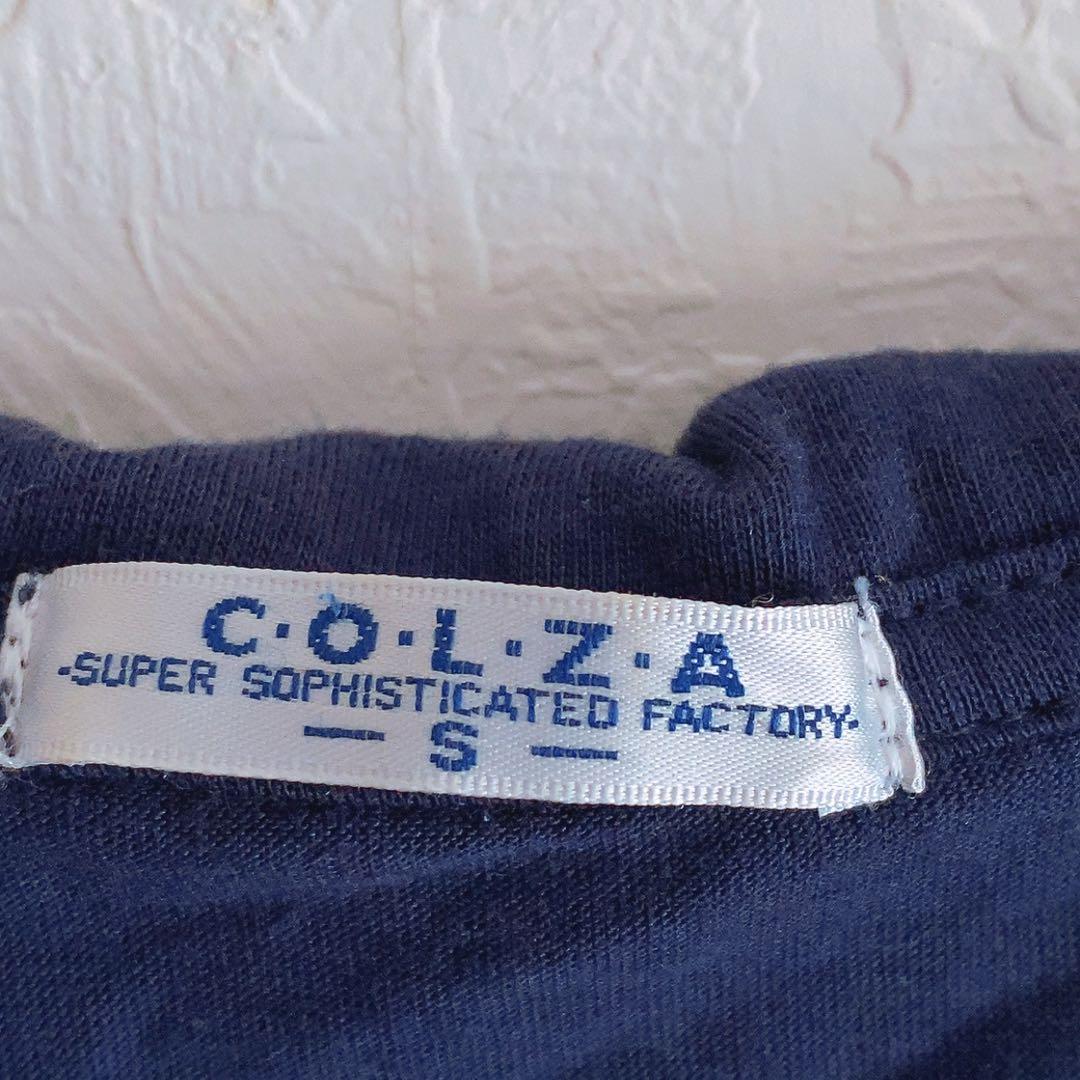 C·O·L·Z·A
-SUPER SOPHISTICATED FACTORY-
— S —